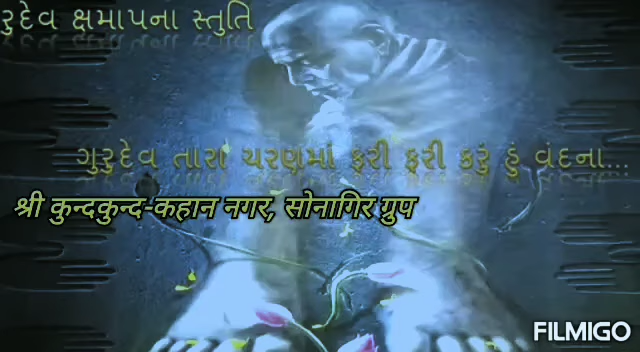 રુદેવ ક્ષમાપના સ્તુતિ
ગુરુદેવ તારા ચરણમાં ફરી ફરી કરું હું વંદના...
श्री कुन्दकुन्द-कहान नगर, सोनागिर ग्रुप
FILMIGO